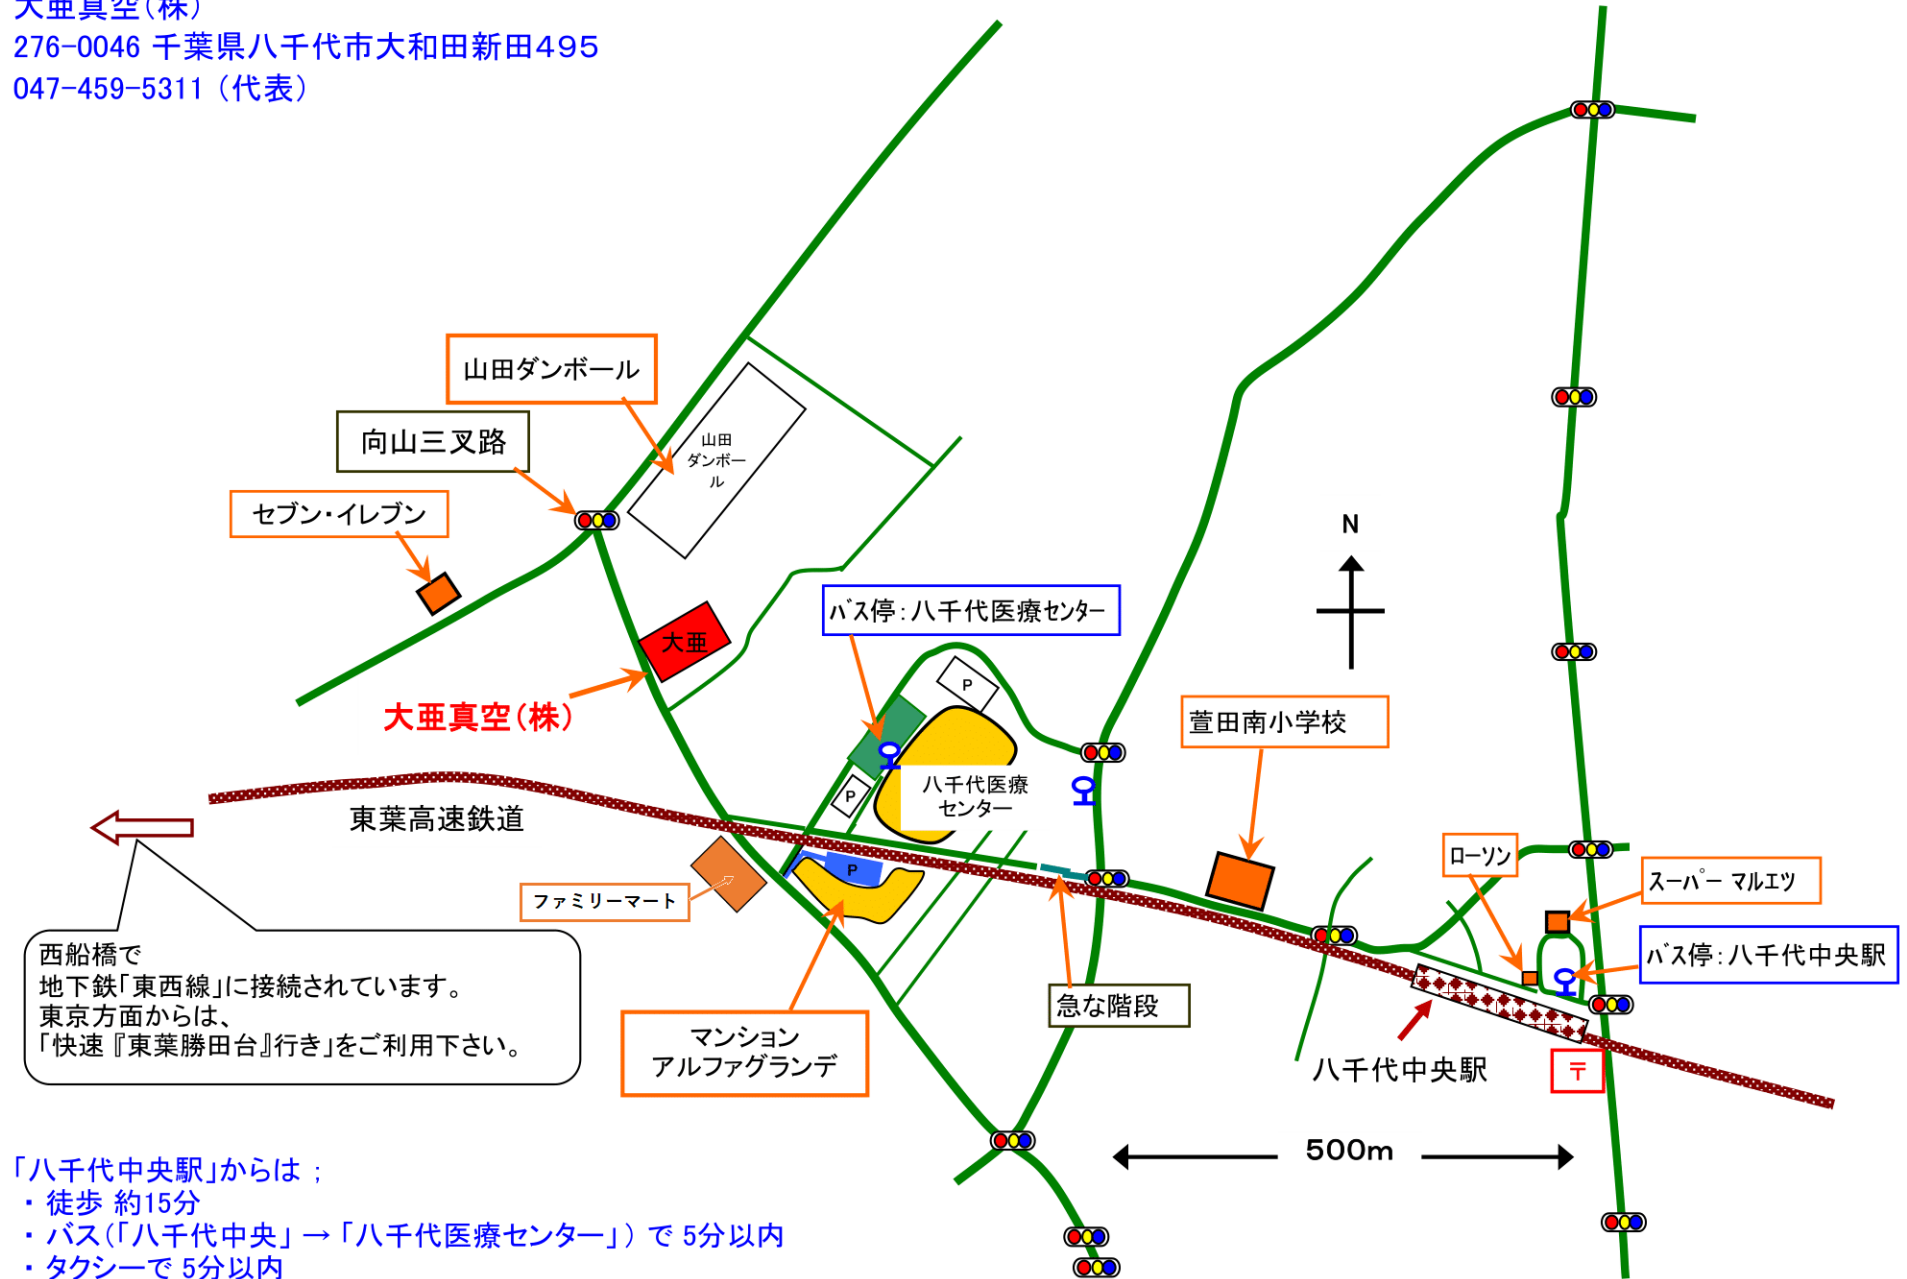 大亜真空(株)
276-0046 千葉県八千代市大和田新田495
047-459-5311 (代表)
山田ダンボール
向山三叉路
セブン・イレブン
山田
ダンボー
ル
N
バス停:八千代医療センター
大亜
大亜真空(株)
P
萱田南小学校
P
八千代医療
センター
東葉高速鉄道
ローソン
スーパー マルエツ
P
ファミリーマート
バス停:八千代中央駅
西船橋で
地下鉄「東西線」に接続されています。
東京方面からは、
「快速『東葉勝田台』行き」をご利用下さい。
急な階段
マンション
アルファグランデ
八千代中央駅
〒
500m
「八千代中央駅」からは ;
・ 徒歩 約15分
・ バス(「八千代中央」 → 「八千代医療センター」) で 5分以内
・ タクシーで 5分以内